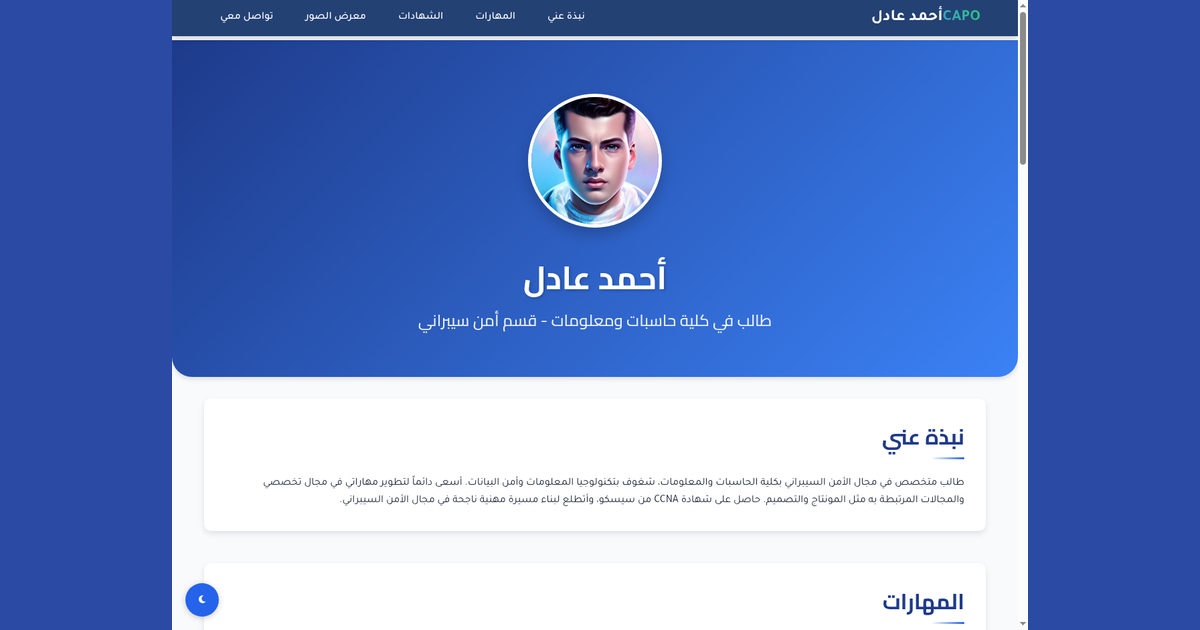 CAPOأحمد عادل
نبذة عني
المهارات
الشهادات
معرض الصور
تواصل معي
أحمد عادل
طالب في كلية حاسبات ومعلومات - قسم أمن سيبراني
نبذة عني
طالب متخصص في مجال الأمن السيبراني بكلية الحاسبات والمعلومات، شغوف بتكنولوجيا المعلومات وأمن البيانات. أسعى دائماً لتطوير مهاراتي في مجال تخصصي
والمجالات المرتبطة به مثل المونتاج والتصميم. حاصل على شهادة CCNA من سيسكو، وأتطلع لبناء مسيرة مهنية ناجحة في مجال الأمن السيبراني.
المهارات